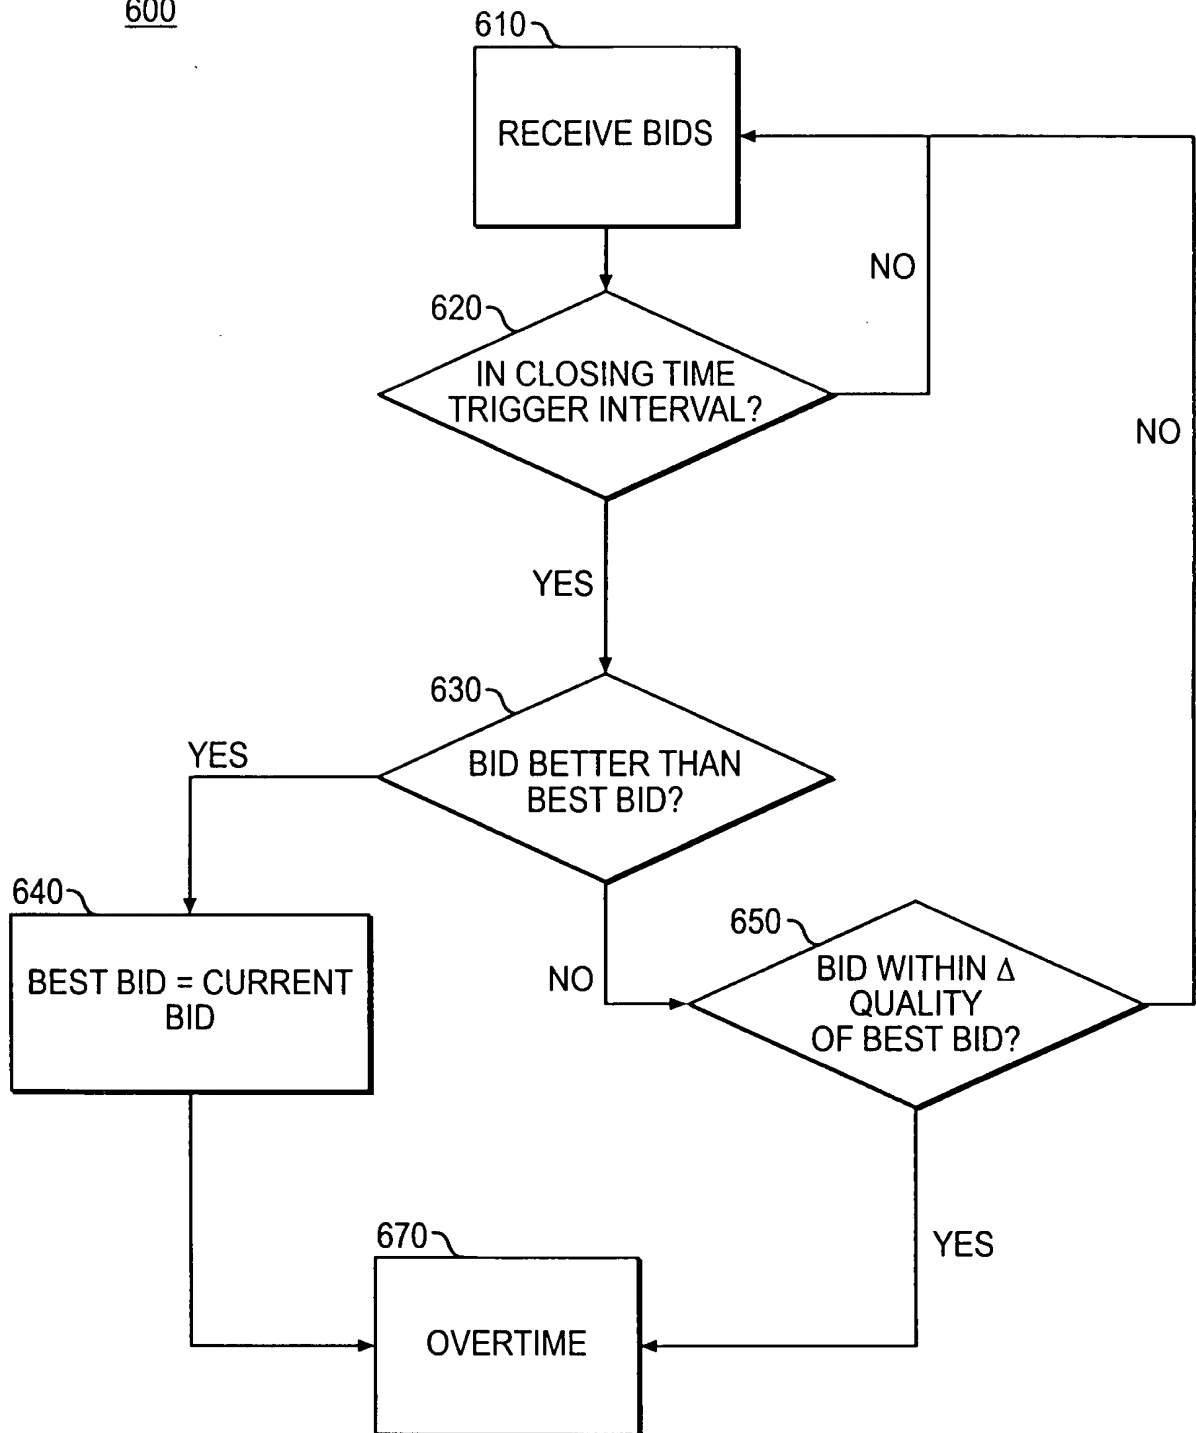 600
610
RECEIVE BIDS
NO
620
IN CLOSING TIME
TRIGGER INTERVAL?
NO
YES
630
YES
BID BETTER THAN
BEST BID?
640
BEST BID = CURRENT
BID
NO
650
BID WITHIN Δ
QUALITY
OF BEST BID?
YES
670
OVERTIME